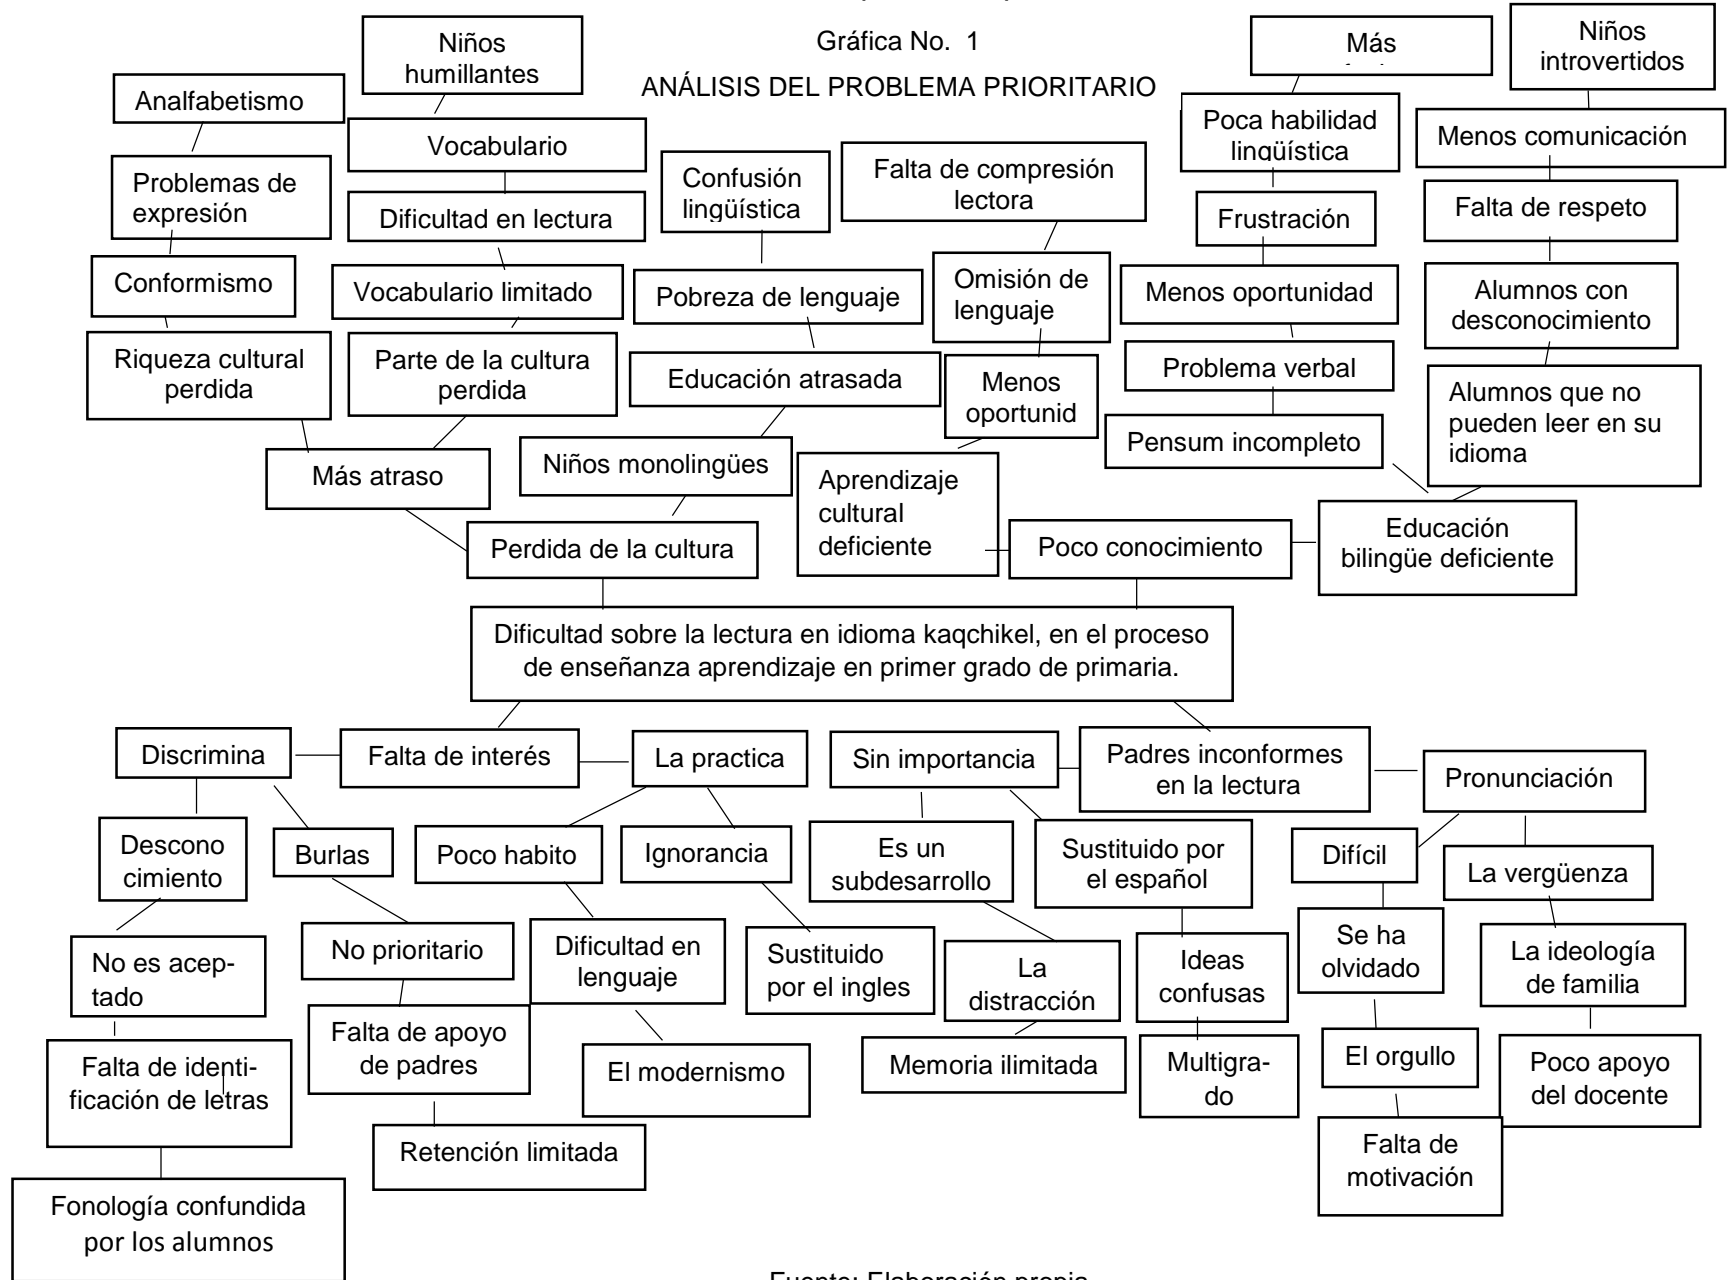 Gráfica No. 1
ANÁLISIS DEL PROBLEMA PRIORITARIO
Niños
humillantes
Más
Niños
introvertidos
Analfabetismo
Vocabulario
Poca habilidad
lingüística
Menos comunicación
Problemas de
expresión
Dificultad en lectura
Confusión
lingüística
Falta de compresión
lectora
Frustración
Falta de respeto
Conformismo
Vocabulario limitado
Pobreza de lenguaje
Omisión de
lenguaje
Menos oportunidad
Alumnos con
desconocimiento
Riqueza cultural
perdida
Parte de la cultura
perdida
Educación atrasada
Menos
oportunid
Problema verbal
Alumnos que no
pueden leer en su
idioma
Más atraso
Niños monolingües
Aprendizaje
cultural
deficiente
Pensum incompleto
Perdida de la cultura
Poco conocimiento
Educación
bilingüe deficiente
Dificultad sobre la lectura en idioma kaqchikel, en el proceso
de enseñanza aprendizaje en primer grado de primaria.
Discrimina
Falta de interés
La practica
Sin importancia
Padres inconformes
en la lectura
Pronunciación
Descono
cimiento
Burlas
Poco habito
Ignorancia
Es un
subdesarrollo
Sustituido por
el español
Difícil
La vergüenza
No es acep-
tado
No prioritario
Dificultad en
lenguaje
Sustituido
por el ingles
La
distracción
Ideas
confusas
Se ha
olvidado
La ideología
de familia
Falta de identi-
ficación de letras
Falta de apoyo
de padres
El modernismo
Memoria ilimitada
Multigra-
do
El orgullo
Poco apoyo
del docente
Retención limitada
Falta de
motivación
Fonología confundida
por los alumnos
Fuente: Elaboración propia